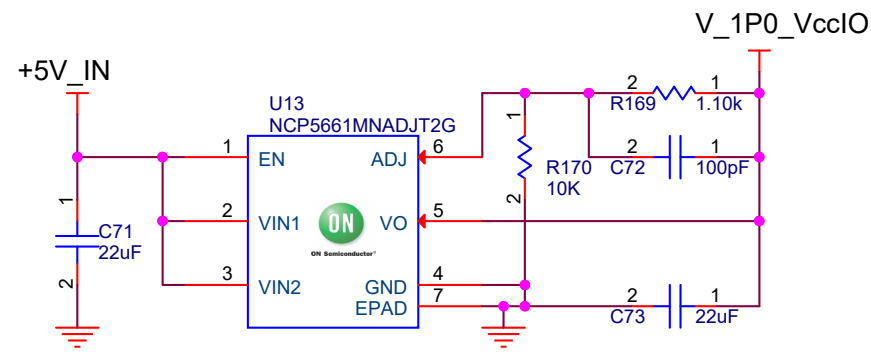 V_1P0_VccIO
+5V_IN
U13
NCP5661MNADJT2G
2
1
R169
1.10k
1
EN
ADJ
6
1
R170
10K
2
2
1
C72
100pF
1
C71
22uF
2
2
VIN1
ON
ON Semiconductor®
VO
5
3
VIN2
GND
4
EPAD
7
2
1
C73
22uF